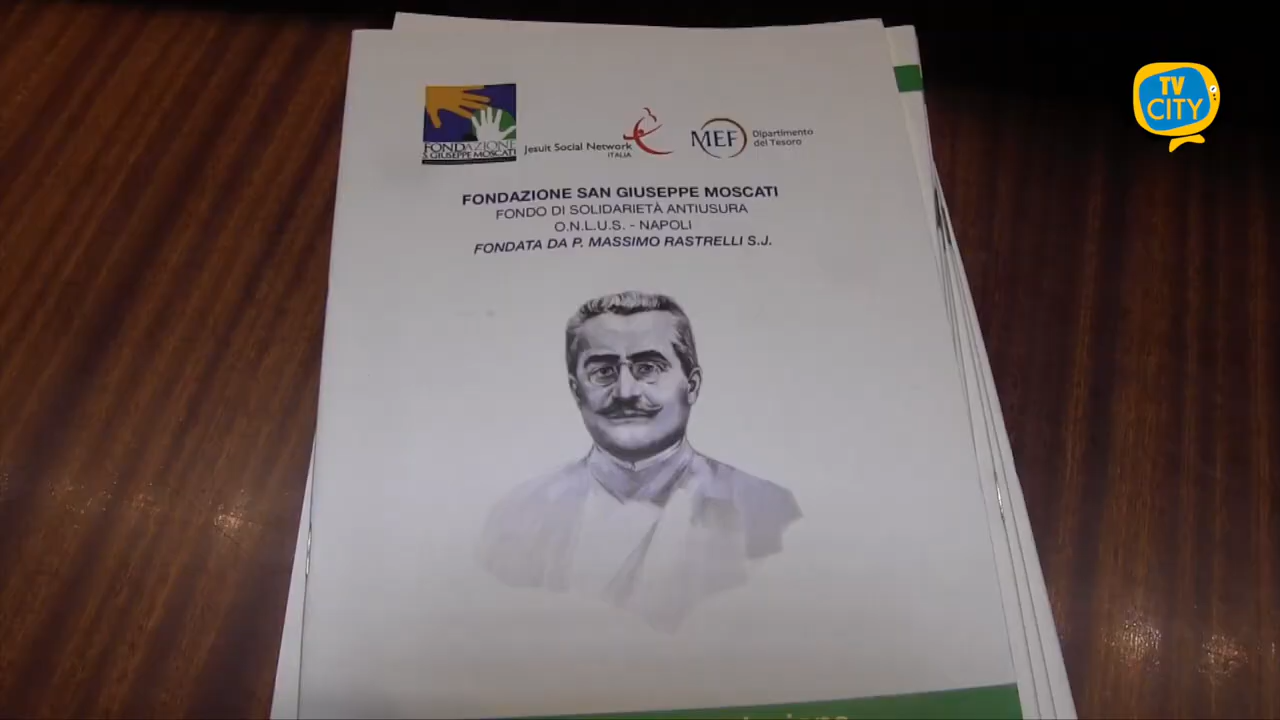 TV
CITY
FONDAZIONE
S. GIUSEPPE MOSCATI
Jesuit Social Network
ITALIA
MEF
Dipartimento
del Tesoro
FONDAZIONE SAN GIUSEPPE MOSCATI
FONDO DI SOLIDARIETÀ ANTIUSURA
O.N.L.U.S. - NAPOLI
FONDATA DA P. MASSIMO RASTRELLI S.J.